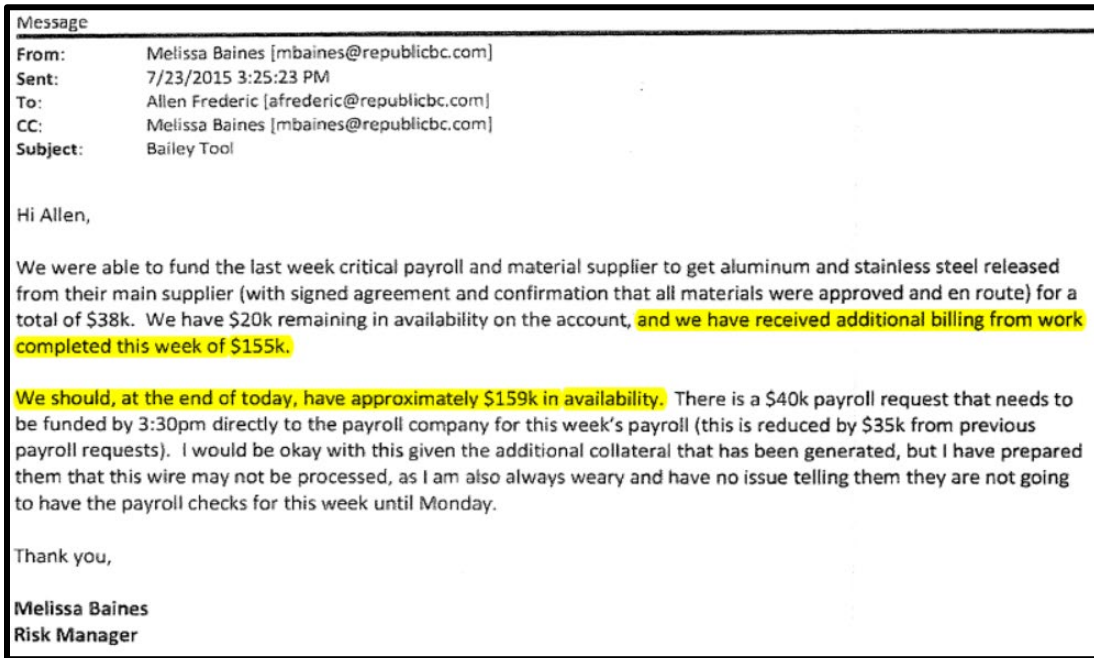 Message
From: Melissa Baines [mbaines@republicbc.com]
Sent: 7/23/2015 3:25:23 PM
To: Allen Frederic [afrederic@republicbc.com]
CC: Melissa Baines [mbaines@republicbc.com]
Subject: Bailey Tool
Hi Allen,
We were able to fund the last week critical payroll and material supplier to get aluminum and stainless steel released
from their main supplier (with signed agreement and confirmation that all materials were approved and en route) for a
total of $38k. We have $20k remaining in availability on the account, and we have received additional billing from work
completed this week of $155k.
We should, at the end of today, have approximately $159k in availability. There is a $40k payroll request that needs to
be funded by 3:30pm directly to the payroll company for this week's payroll (this is reduced by $35k from previous
payroll requests). I would be okay with this given the additional collateral that has been generated, but I have prepared
them that this wire may not be processed, as I am also always weary and have no issue telling them they are not going
to have the payroll checks for this week until Monday.
Thank you,
Melissa Baines
Risk Manager